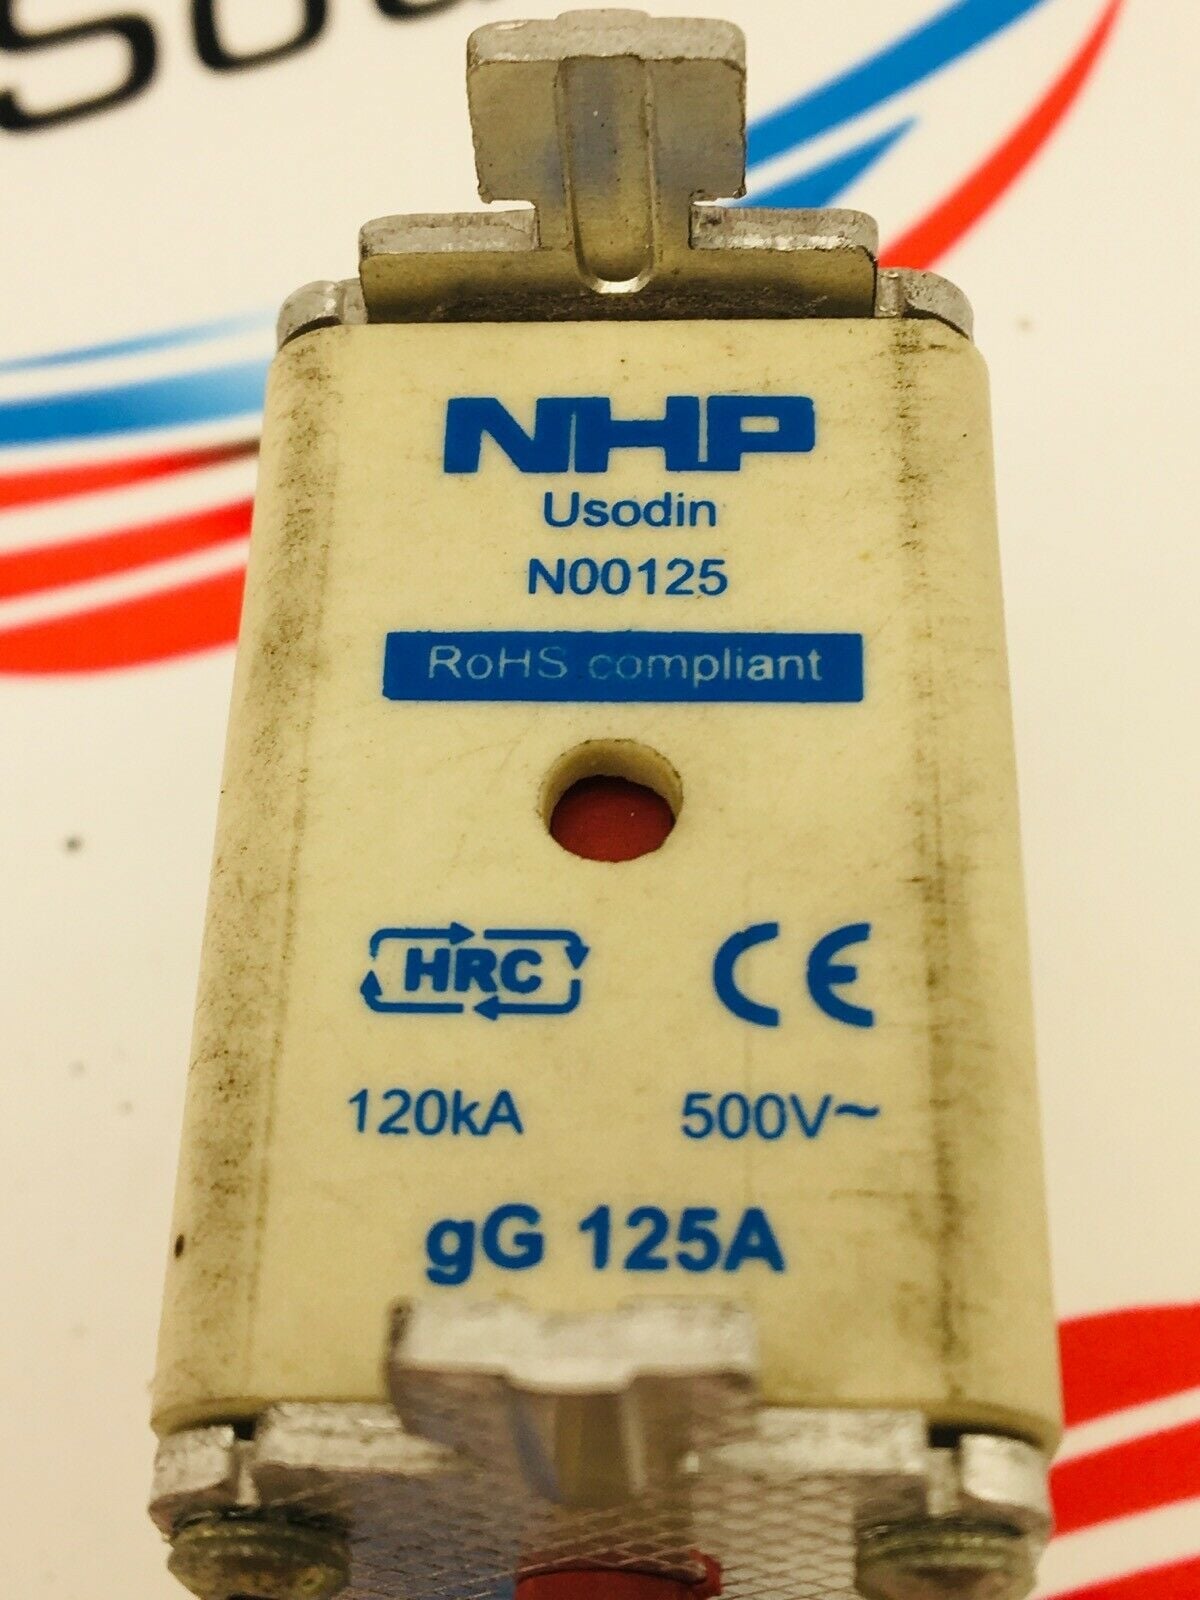 NHP
Usodin
N00125
RoHS compliant
HRC
CE
120kA
500V~
gG 125A